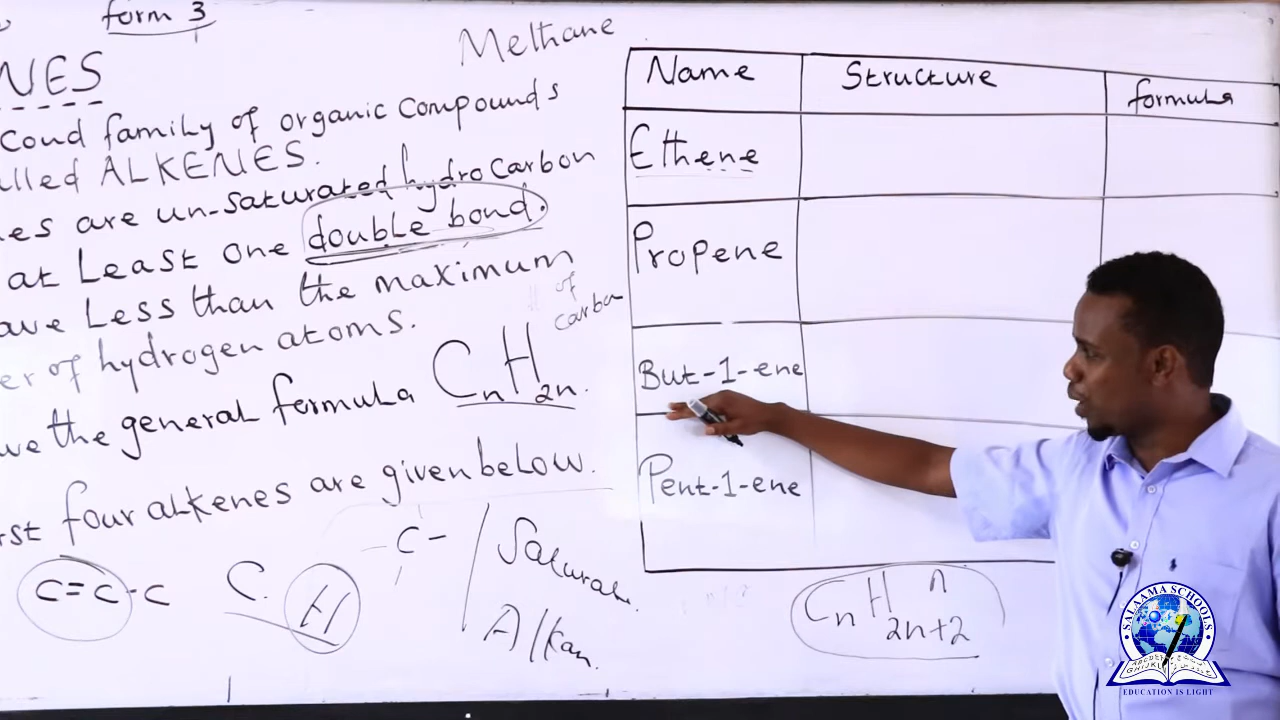 form 3
NES
cond family of organic compounds
lled ALKENES.
es are un-saturated hydrocarbon
at Least one double bond.
ave Less than the maximum
er of hydrogen atoms.
of
carbon
ve the general formula CnH2n.
rst four alkenes are given below.
C=C-C
C
H
-C-
Alkan.
Methane
Name Structure formula
Ethene
Propene
But-1-ene
Pent-1-ene
CnH2n+2
n
SALAAMA SCHOOLS
EDUCATION IS LIGHT